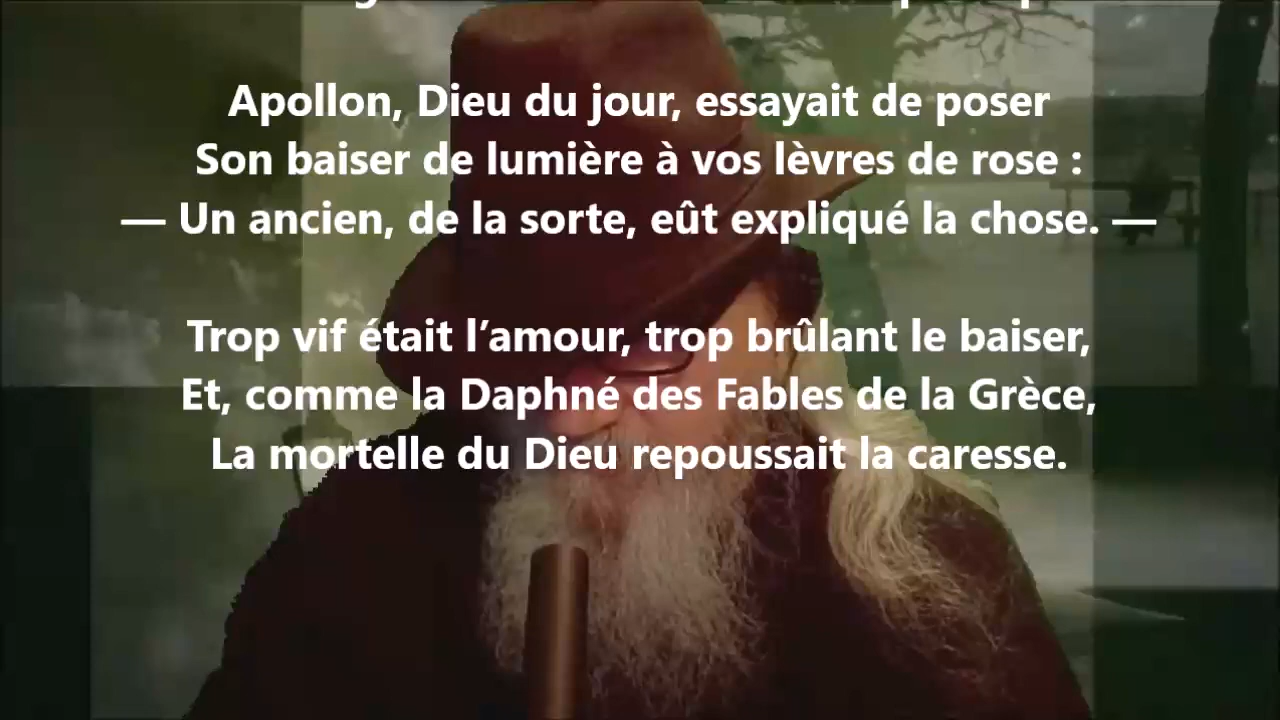 Apollon, Dieu du jour, essayait de poser
Son baiser de lumière à vos lèvres de rose :
— Un ancien, de la sorte, eût expliqué la chose. —
Trop vif était l’amour, trop brûlant le baiser,
Et, comme la Daphné des Fables de la Grèce,
La mortelle du Dieu repoussait la caresse.